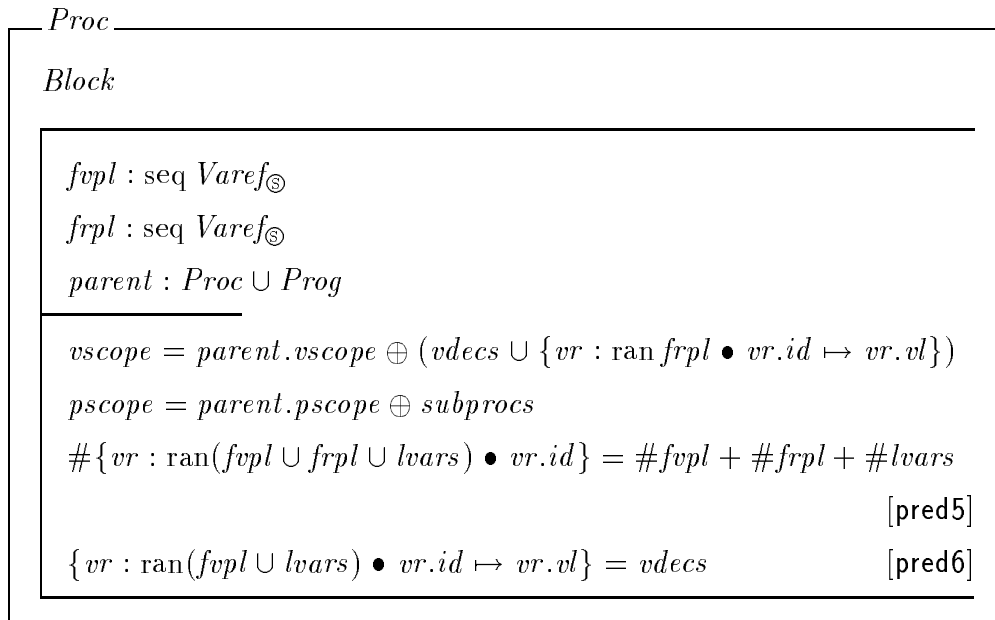 Proc
Block
fvpl : seq Varef Ⓢ
frpl : seq Varef Ⓢ
parent : Proc ∪ Prog
vscope = parent.vscope ⊕ (vdecs ∪ {vr : ran frpl • vr.id ↦ vr.vl})
pscope = parent.pscope ⊕ subprocs
#{vr : ran(fvpl ∪ frpl ∪ lvars) • vr.id} = #fvpl + #frpl + #lvars
[pred5]
{vr : ran(fvpl ∪ lvars) • vr.id ↦ vr.vl} = vdecs [pred6]